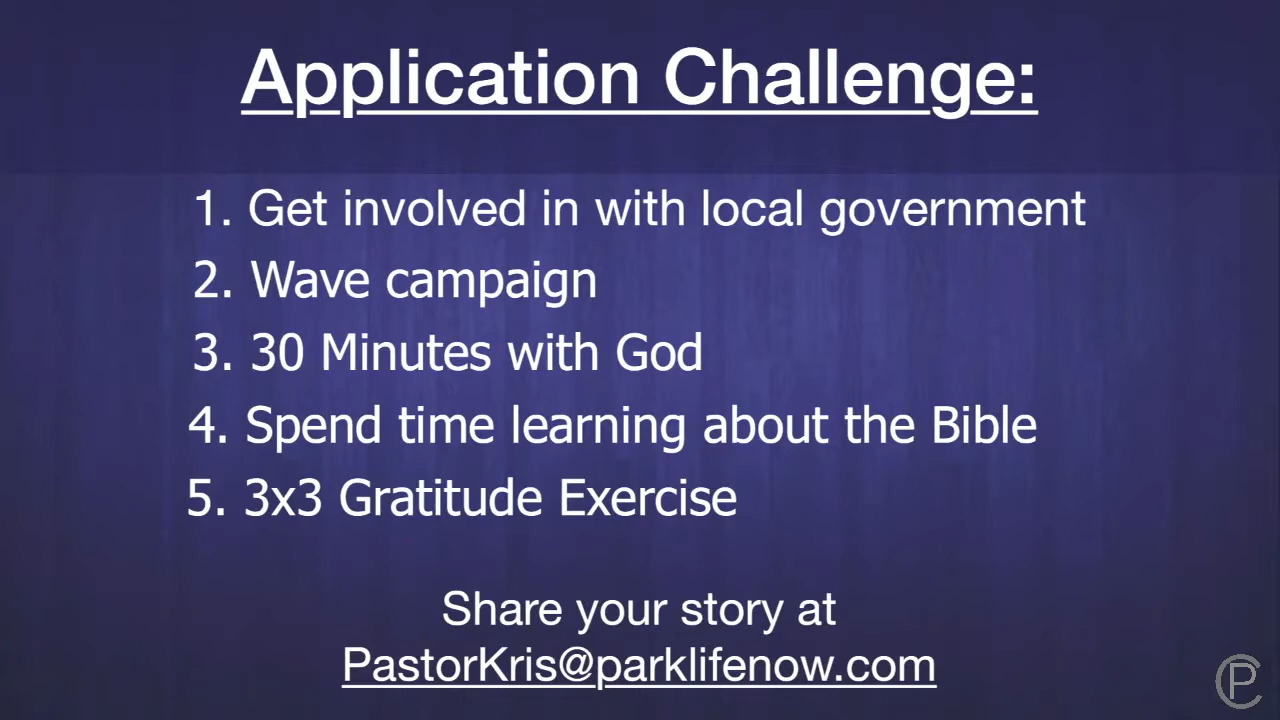 Application Challenge:
1. Get involved in with local government
2. Wave campaign
3. 30 Minutes with God
4. Spend time learning about the Bible
5. 3x3 Gratitude Exercise
Share your story at
PastorKris@parklifenow.com
CP